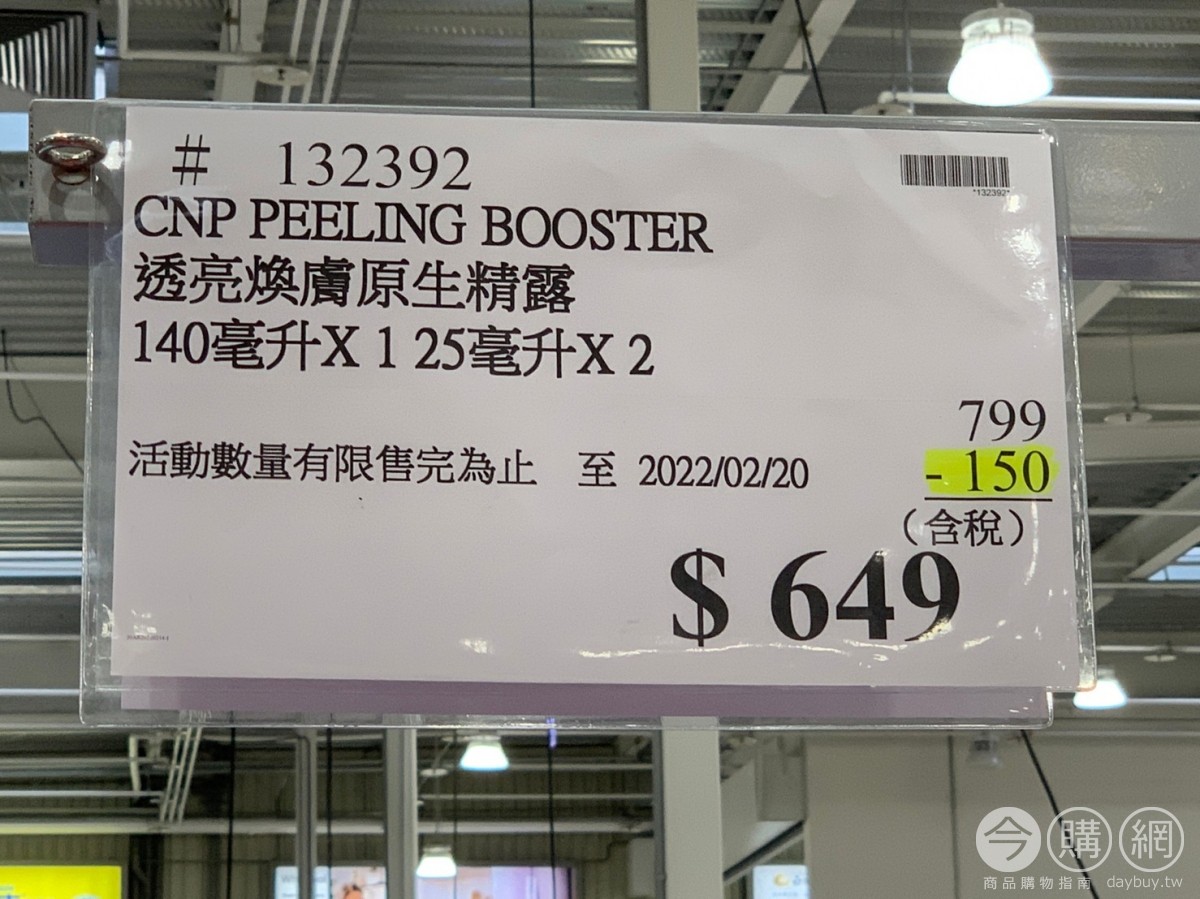 # 132392
*132392*
CNP PEELING BOOSTER
透亮煥膚原生精露
140毫升X 1 25毫升X 2
799
活動數量有限售完為止 至 2022/02/20
- 150
(含稅)
$ 649
今購網
商品購物指南 daybuy.tw